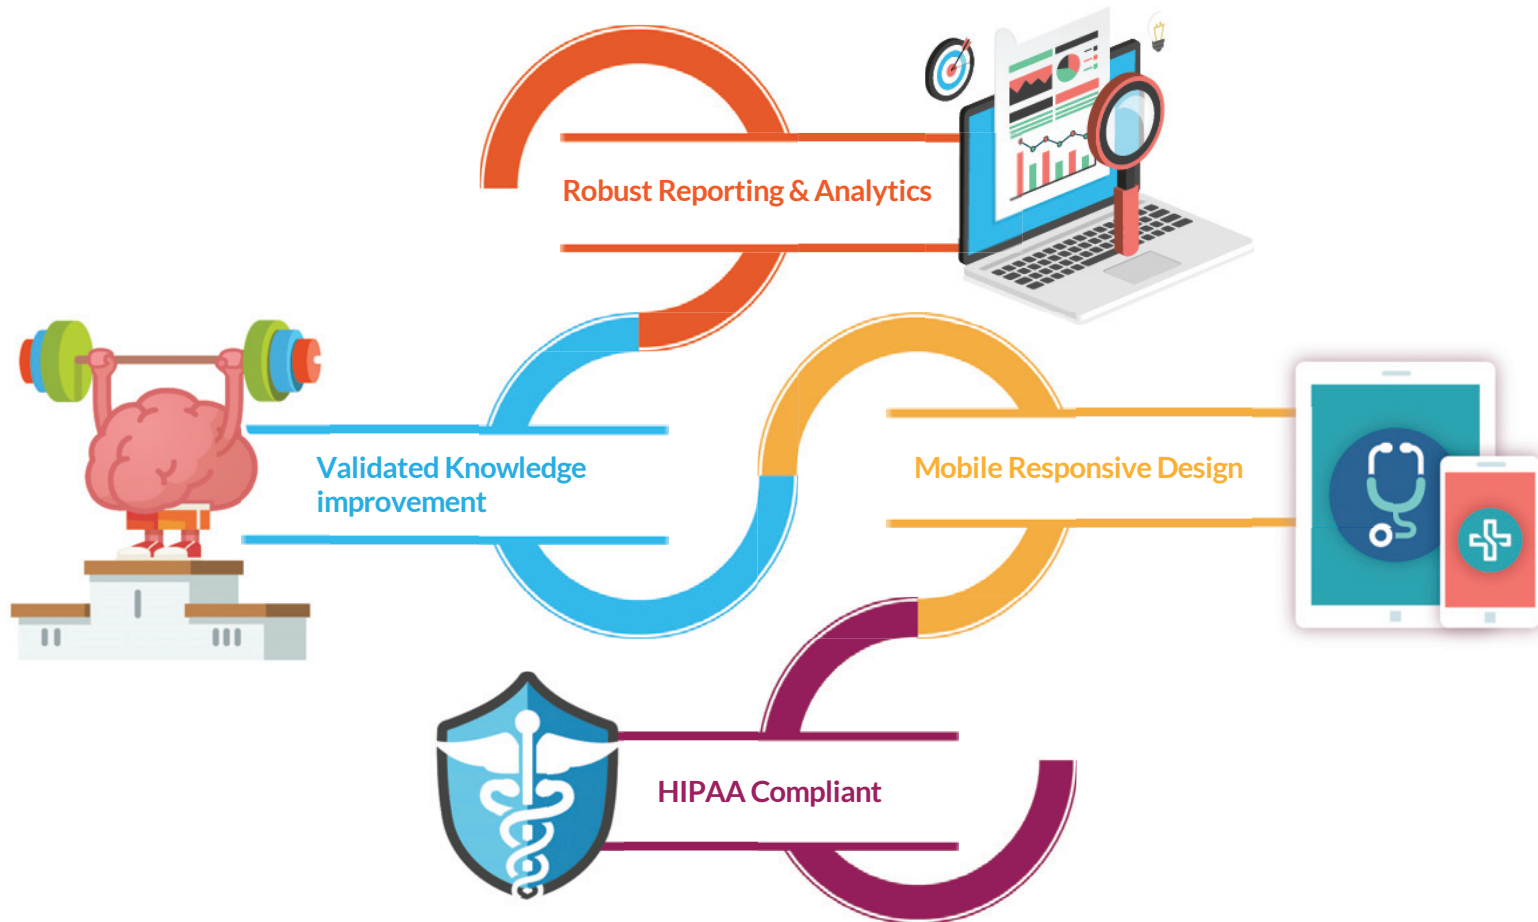 Robust Reporting & Analytics
Validated Knowledge
improvement
Mobile Responsive Design
HIPAA Compliant